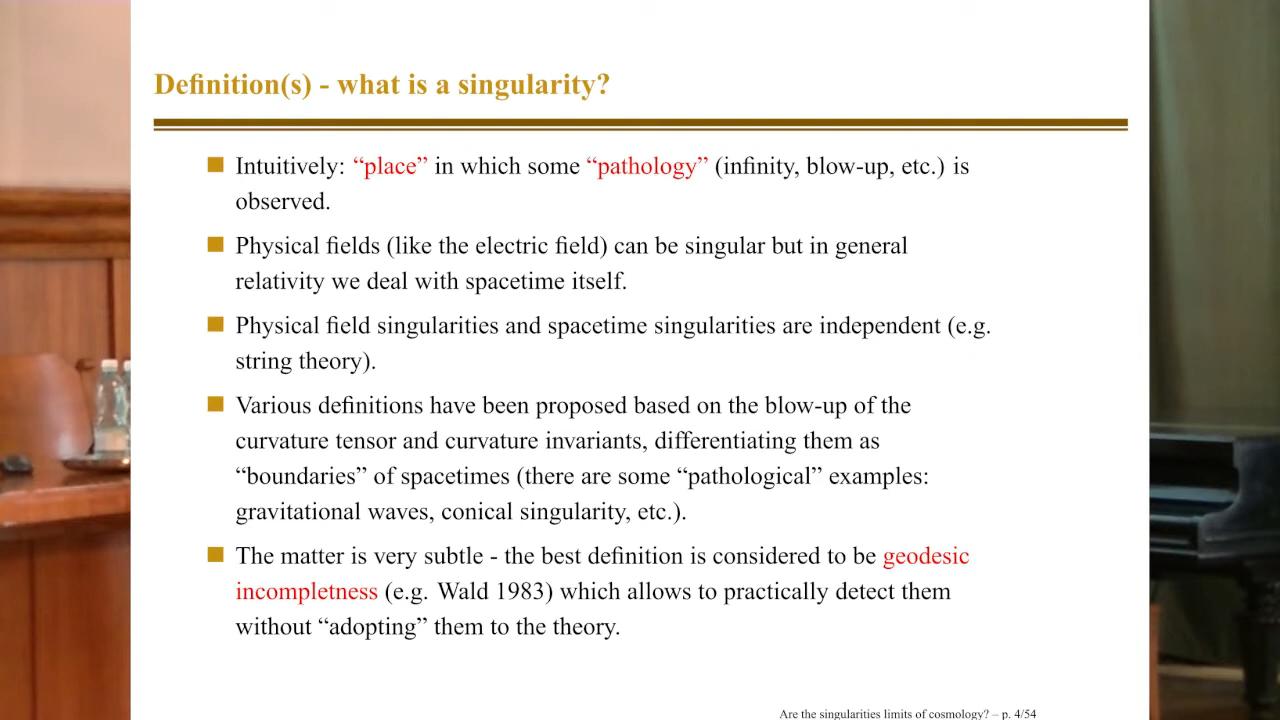 Definition(s) - what is a singularity?
Intuitively: “place” in which some “pathology” (infinity, blow-up, etc.) is
observed.
Physical fields (like the electric field) can be singular but in general
relativity we deal with spacetime itself.
Physical field singularities and spacetime singularities are independent (e.g.
string theory).
Various definitions have been proposed based on the blow-up of the
curvature tensor and curvature invariants, differentiating them as
“boundaries” of spacetimes (there are some “pathological” examples:
gravitational waves, conical singularity, etc.).
The matter is very subtle - the best definition is considered to be geodesic
incompletness (e.g. Wald 1983) which allows to practically detect them
without “adopting” them to the theory.
Are the singularities limits of cosmology? – p. 4/54